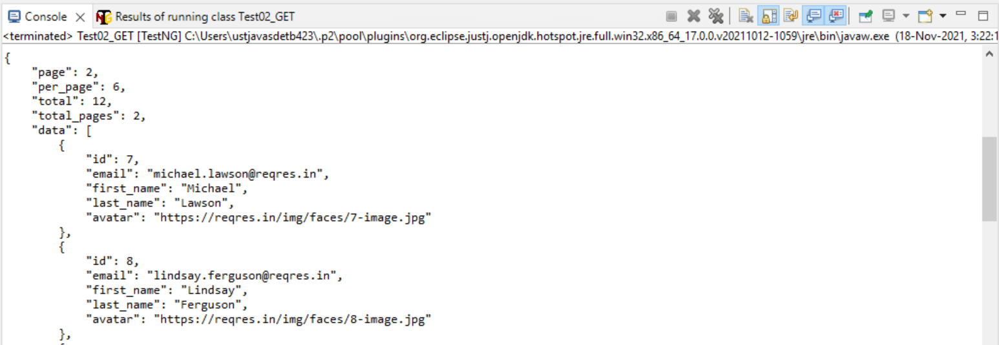 Console Results of running class Test02_GET
<terminated> Test02_GET [TestNG] C:\Users\ustjavasdetb423\.p2\pool\plugins\org.eclipse.justj.openjdk.hotspot.jre.full.win32.x86_64_17.0.0.v20211012-1059\jre\bin\javaw.exe (18-Nov-2021, 3:22:1
{
    "page": 2,
    "per_page": 6,
    "total": 12,
    "total_pages": 2,
    "data": [
        {
            "id": 7,
            "email": "michael.lawson@reqres.in",
            "first_name": "Michael",
            "last_name": "Lawson",
            "avatar": "https://reqres.in/img/faces/7-image.jpg"
        },
        {
            "id": 8,
            "email": "lindsay.ferguson@reqres.in",
            "first_name": "Lindsay",
            "last_name": "Ferguson",
            "avatar": "https://reqres.in/img/faces/8-image.jpg"
        },